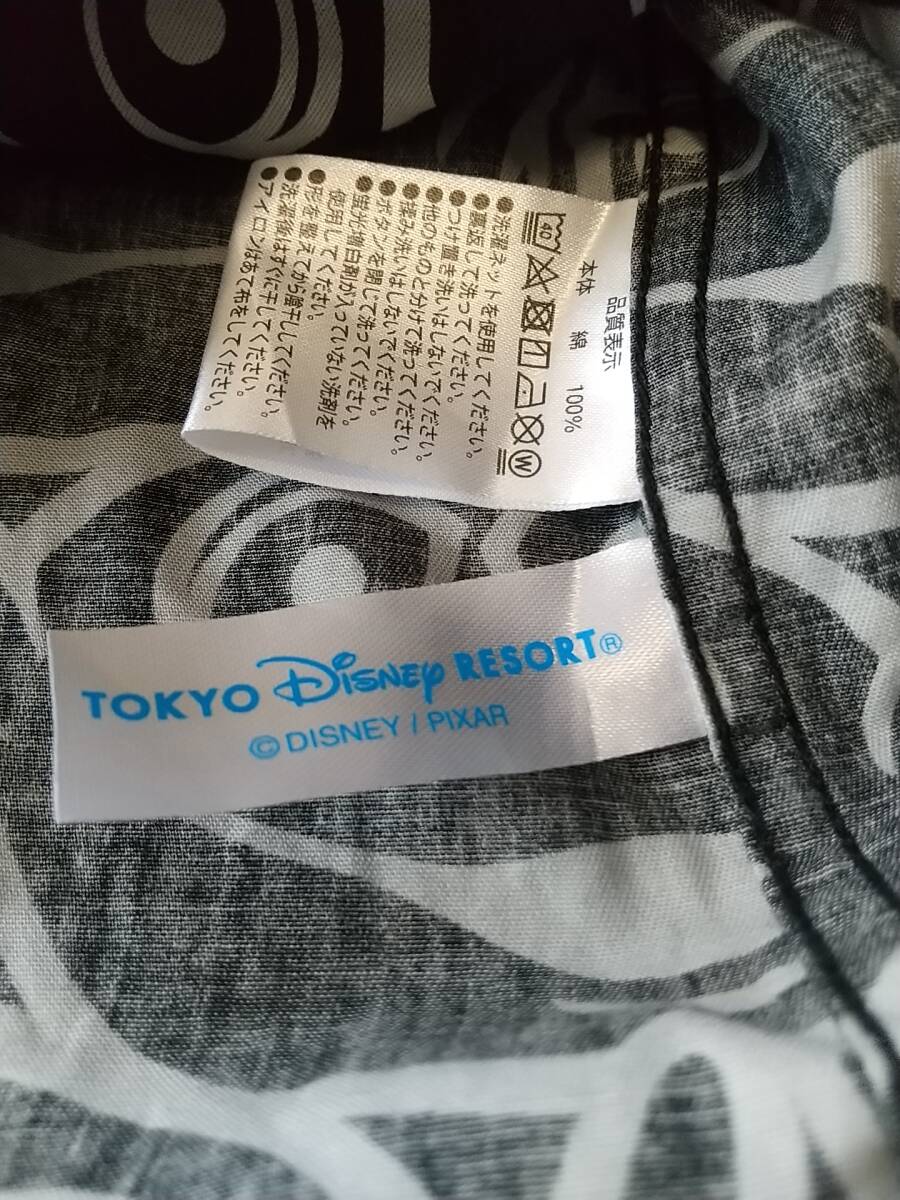 品質表示
本体 綿 100%
40
W
●洗濯ネットを使用してください。
●裏返して洗ってください。
●つけ置き洗いはしないでください。
●他のものと分けて洗ってください。
●揉み洗いはしないでください。
●ボタンを閉じて洗ってください。
●蛍光増白剤が入っていない洗剤を
使用してください。
●形を整えてから陰干ししてください。
●洗濯後はすぐに干してください。
●アイロンはあて布をしてください。
TOKYO Disney RESORT®
© DISNEY / PIXAR